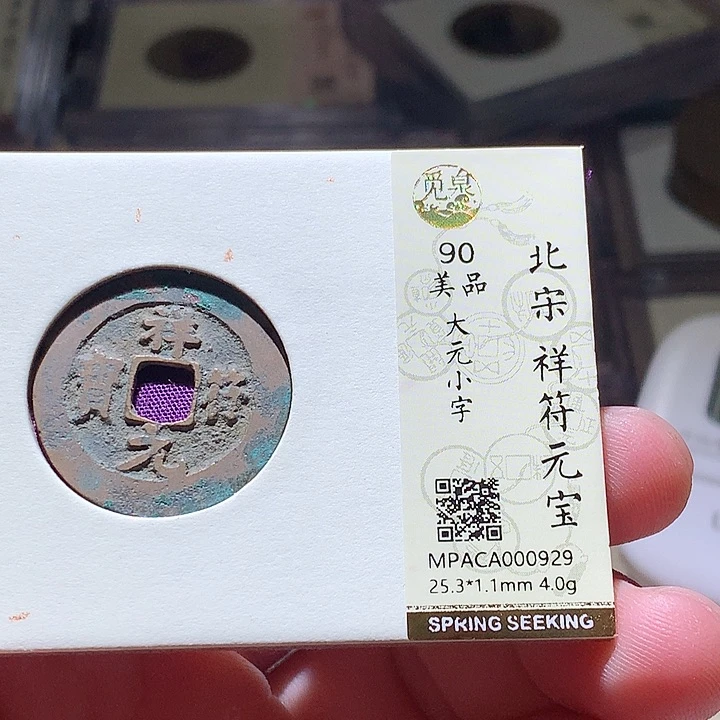 祥符元寶
觅泉
90
美品
大元小字
北宋 祥符元宝
MPACA000929
25.3*1.1mm 4.0g
SPRING SEEKING